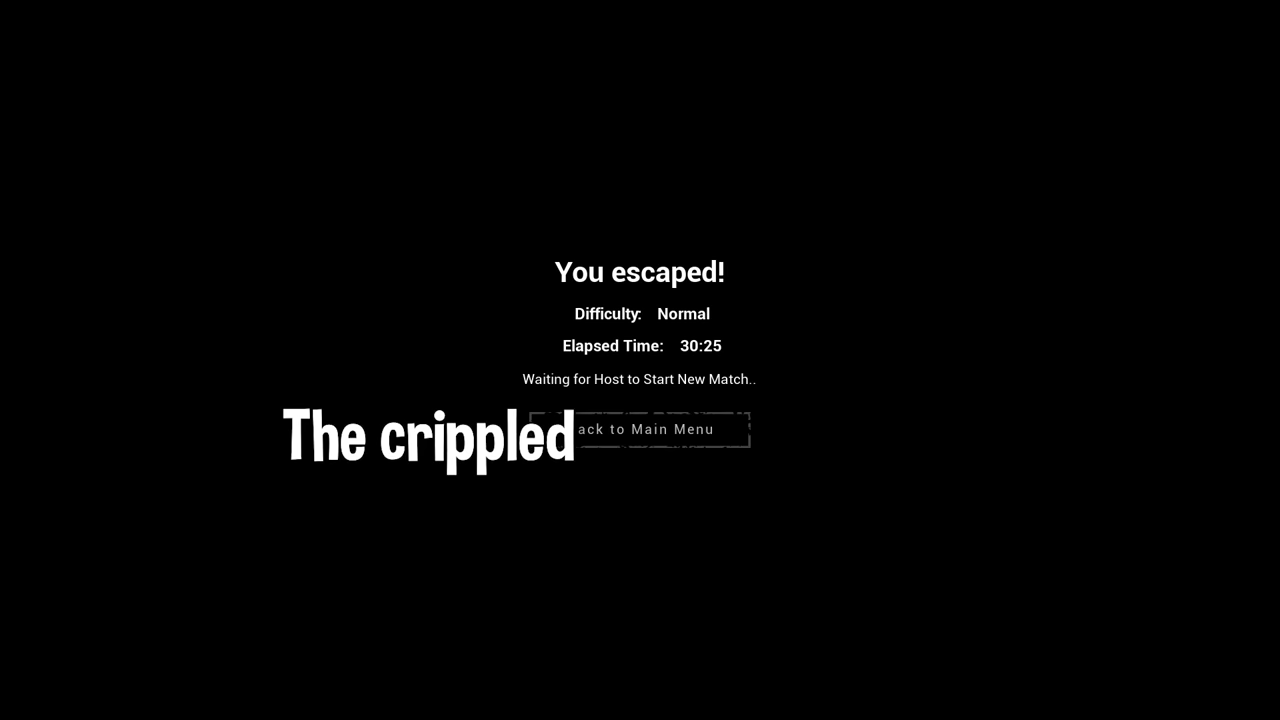 You escaped!
Difficulty: Normal
Elapsed Time: 30:25
Waiting for Host to Start New Match..
The crippled
ack to Main Menu